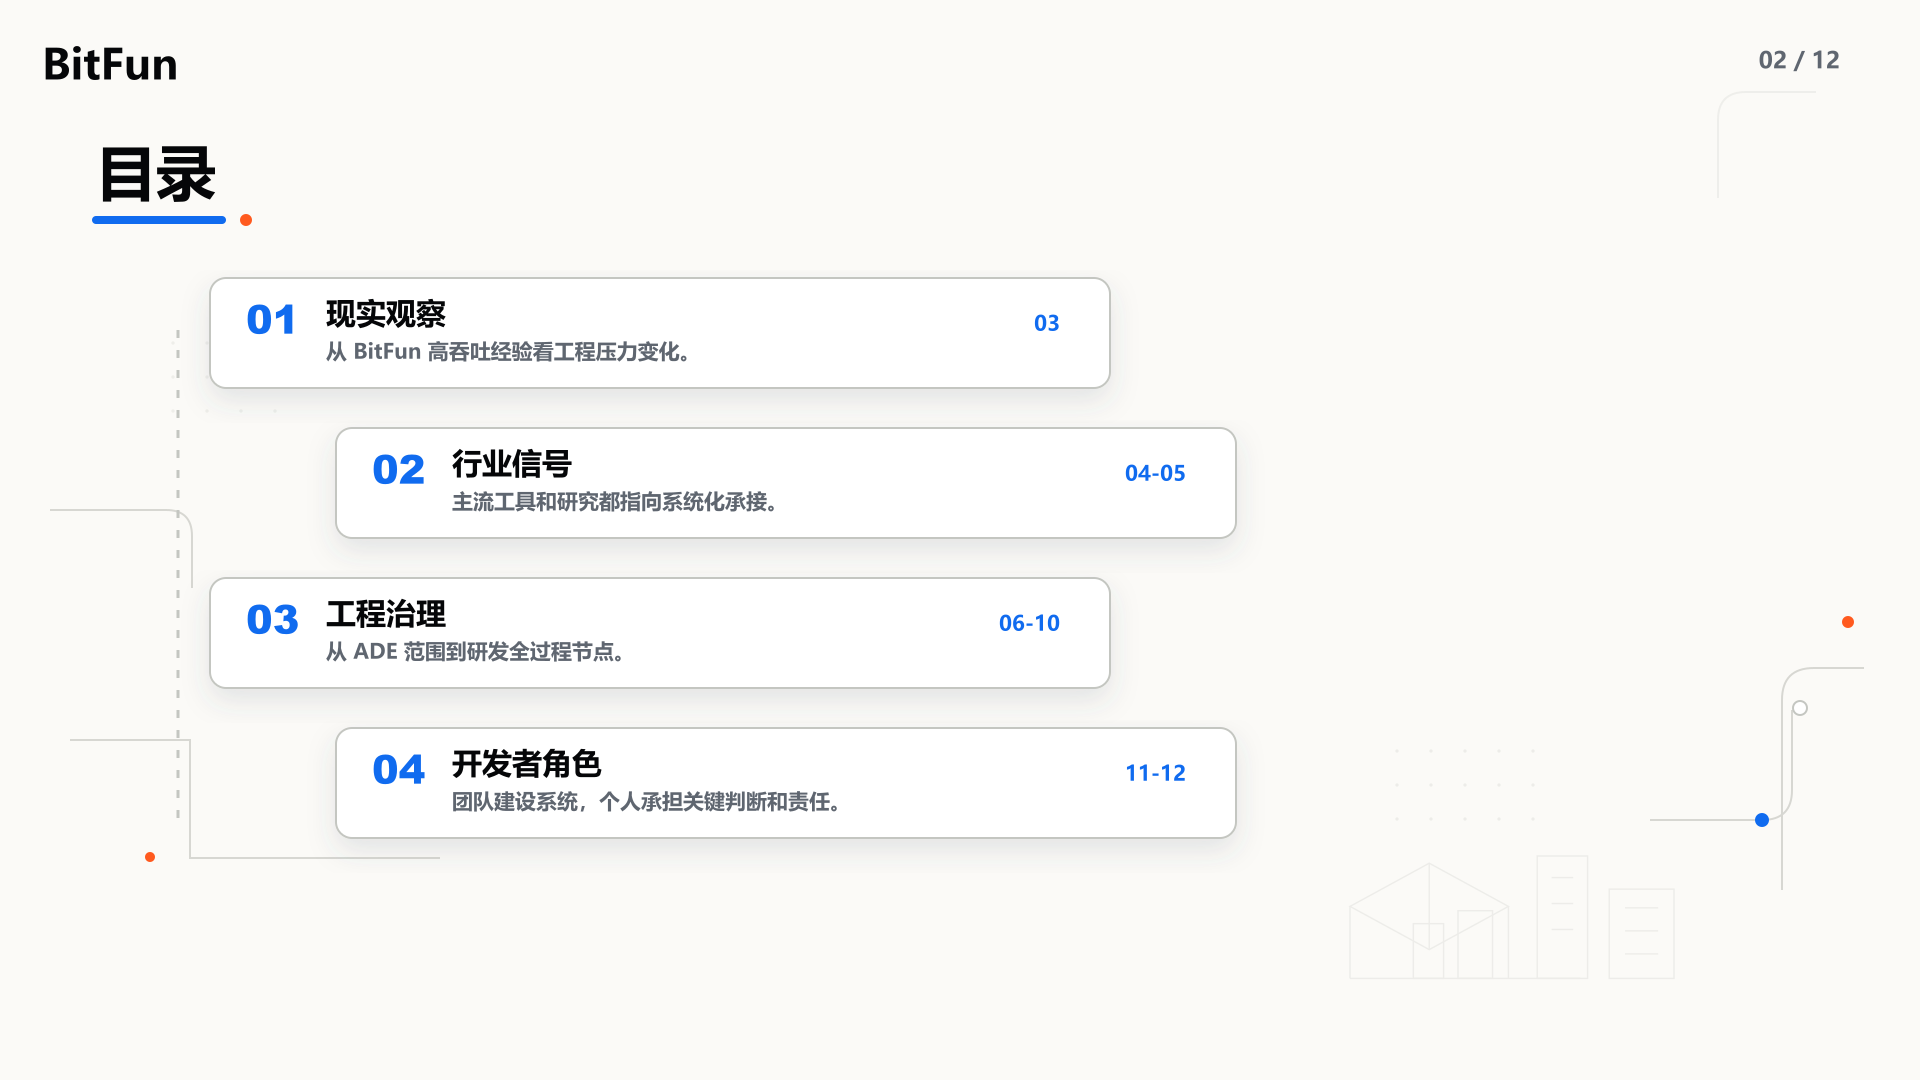 BitFun
02 / 12
目录
01
现实观察
03
从 BitFun 高吞吐经验看工程压力变化。
02
行业信号
04-05
主流工具和研究都指向系统化承接。
03
工程治理
06-10
从 ADE 范围到研发全过程节点。
04
开发者角色
11-12
团队建设系统，个人承担关键判断和责任。